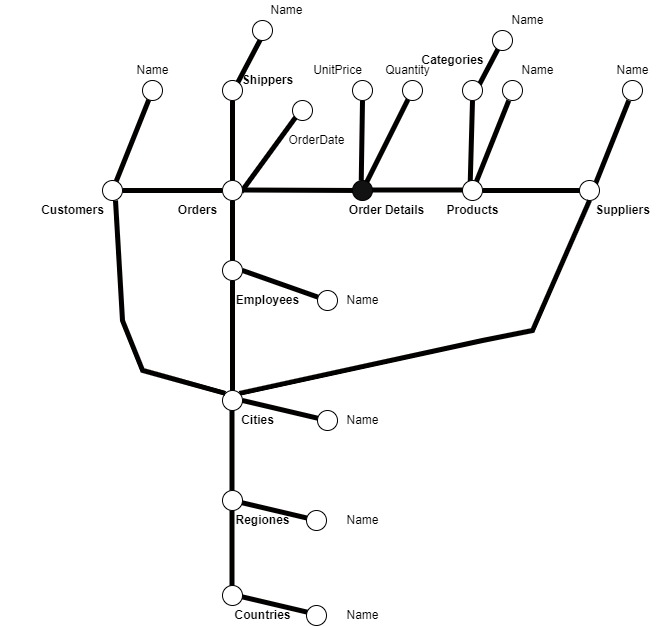 Name
Name
Categories
Name
UnitPrice
Quantity
Name
Name
Shippers
OrderDate
Customers
Orders
Order Details
Products
Suppliers
Employees
Name
Cities
Name
Regiones
Name
Countries
Name